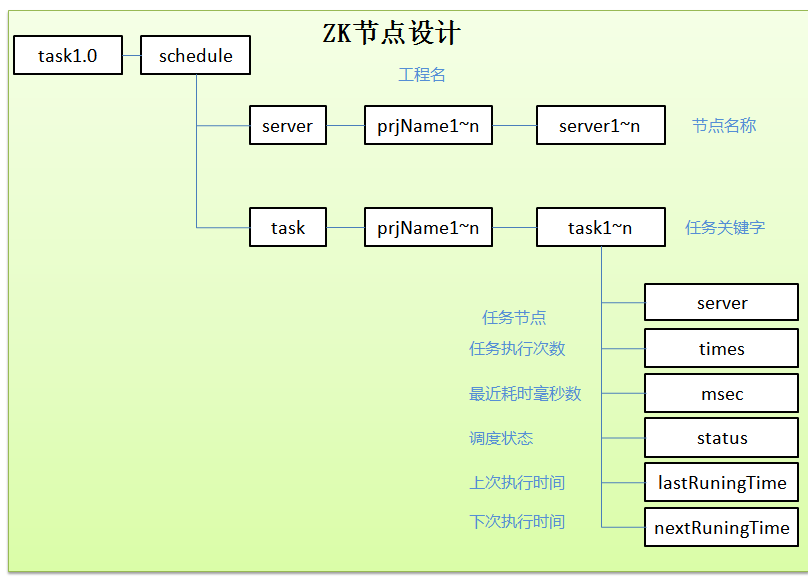 ZK节点设计
task1.0
schedule
工程名
server
prjName1~n
server1~n
节点名称
task
prjName1~n
task1~n
任务关键字
server
任务节点
times
任务执行次数
msec
最近耗时毫秒数
status
调度状态
lastRuningTime
上次执行时间
nextRuningTime
下次执行时间